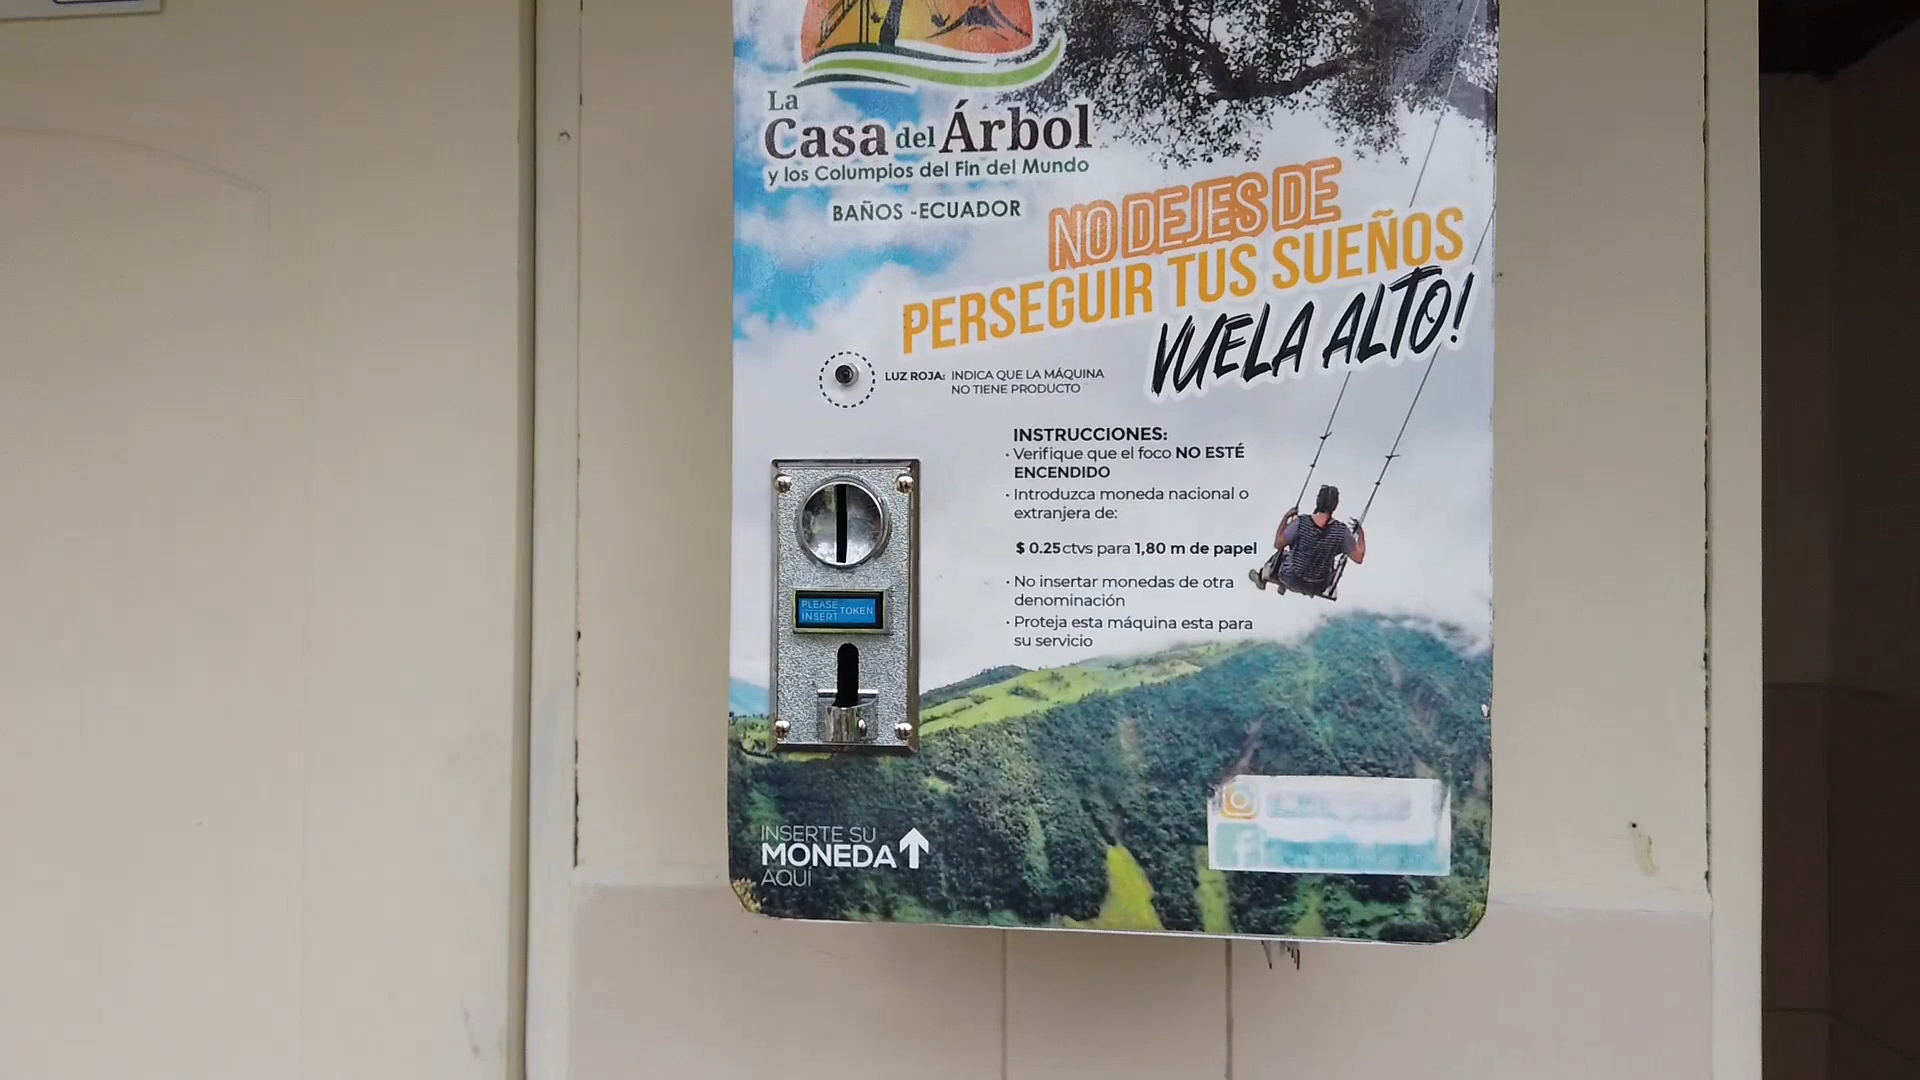 La
Casa del Árbol
y los Columpios del Fin del Mundo
BAÑOS -ECUADOR
NO DEJES DE
PERSEGUIR TUS SUEÑOS
VUELA ALTO!
LUZ ROJA: INDICA QUE LA MÁQUINA
NO TIENE PRODUCTO
INSTRUCCIONES:
· Verifique que el foco NO ESTÉ
ENCENDIDO
· Introduzca moneda nacional o
extranjera de:
$ 0.25ctvs para 1,80 m de papel
· No insertar monedas de otra
denominación
· Proteja esta máquina esta para
su servicio
PLEASE
INSERT TOKEN
INSERTE SU
MONEDA
AQUÍ